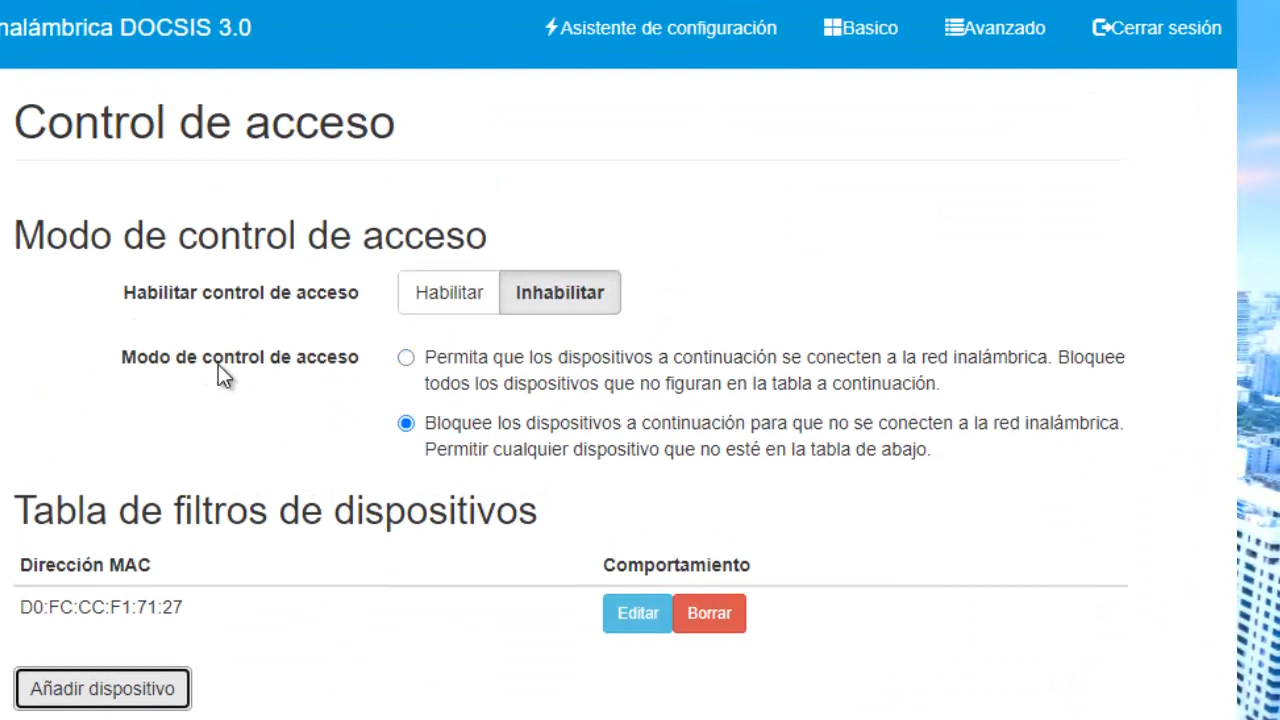 nalámbrica DOCSIS 3.0 Asistente de configuración Basico Avanzado Cerrar sesión
Control de acceso
Modo de control de acceso
Habilitar control de acceso Habilitar Inhabilitar
Modo de control de acceso Permita que los dispositivos a continuación se conecten a la red inalámbrica. Bloquee
todos los dispositivos que no figuran en la tabla a continuación.
Bloquee los dispositivos a continuación para que no se conecten a la red inalámbrica.
Permitir cualquier dispositivo que no esté en la tabla de abajo.
Tabla de filtros de dispositivos
Dirección MAC Comportamiento
D0:FC:CC:F1:71:27 Editar Borrar
Añadir dispositivo